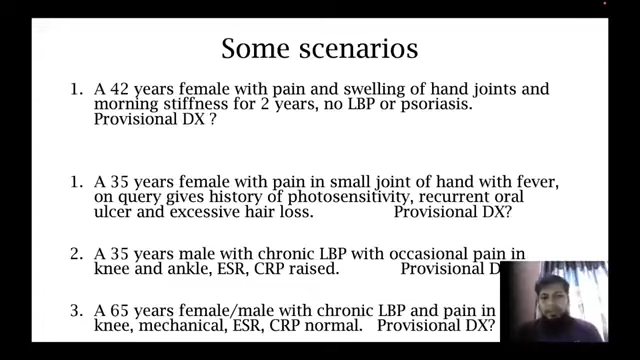 Some scenarios
1. A 42 years female with pain and swelling of hand joints and
morning stiffness for 2 years, no LBP or psoriasis.
Provisional DX ?
1. A 35 years female with pain in small joint of hand with fever,
on query gives history of photosensitivity, recurrent oral
ulcer and excessive hair loss. Provisional DX?
2. A 35 years male with chronic LBP with occasional pain in
knee and ankle, ESR, CRP raised. Provisional
3. A 65 years female/male with chronic LBP and pain in
knee, mechanical, ESR, CRP normal. Provisional DX?